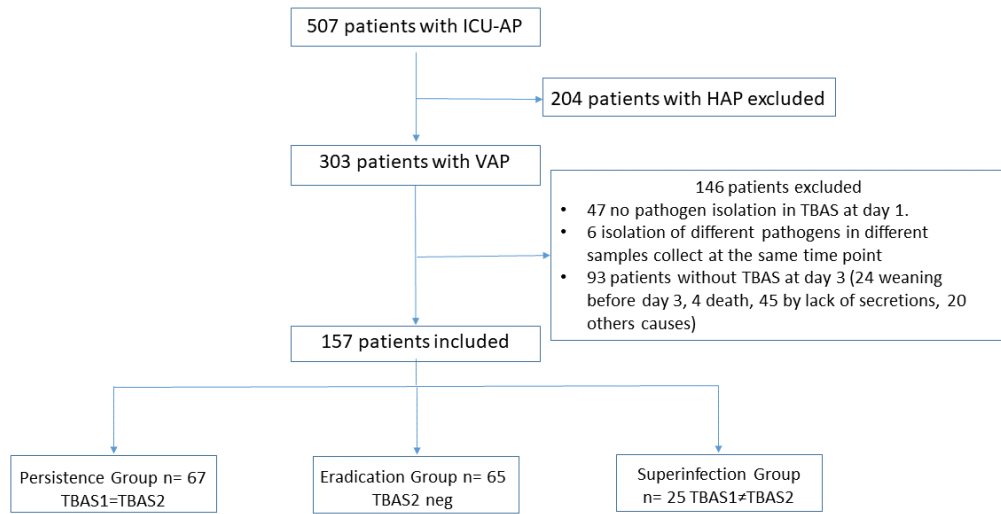 507 patients with ICU-AP
204 patients with HAP excluded
303 patients with VAP
146 patients excluded
• 47 no pathogen isolation in TBAS at day 1.
• 6 isolation of different pathogens in different
samples collect at the same time point
• 93 patients without TBAS at day 3 (24 weaning
before day 3, 4 death, 45 by lack of secretions, 20
others causes)
157 patients included
Persistence Group n= 67
TBAS1=TBAS2
Eradication Group n= 65
TBAS2 neg
Superinfection Group
n= 25 TBAS1≠TBAS2